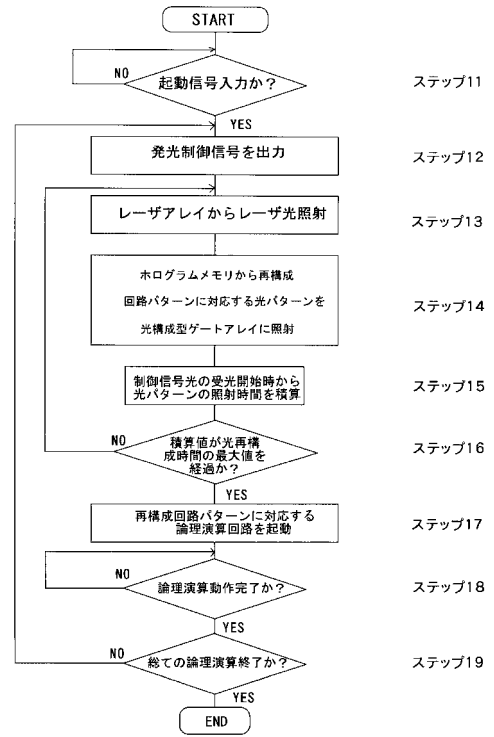 START
起動信号入力か？
NO
YES
ステップ11
発光制御信号を出力
ステップ12
レーザアレイからレーザ光照射
ステップ13
ホログラムメモリから再構成
回路パターンに対応する光パターンを
光構成型ゲートアレイに照射
ステップ14
制御信号光の受光開始時から
光パターンの照射時間を積算
ステップ15
NO
積算値が光再構
成時間の最大値を
経過か？
ステップ16
YES
再構成回路パターンに対応する
論理演算回路を起動
ステップ17
NO
論理演算動作完了か？
ステップ18
YES
NO
総ての論理演算終了か？
ステップ19
YES
END